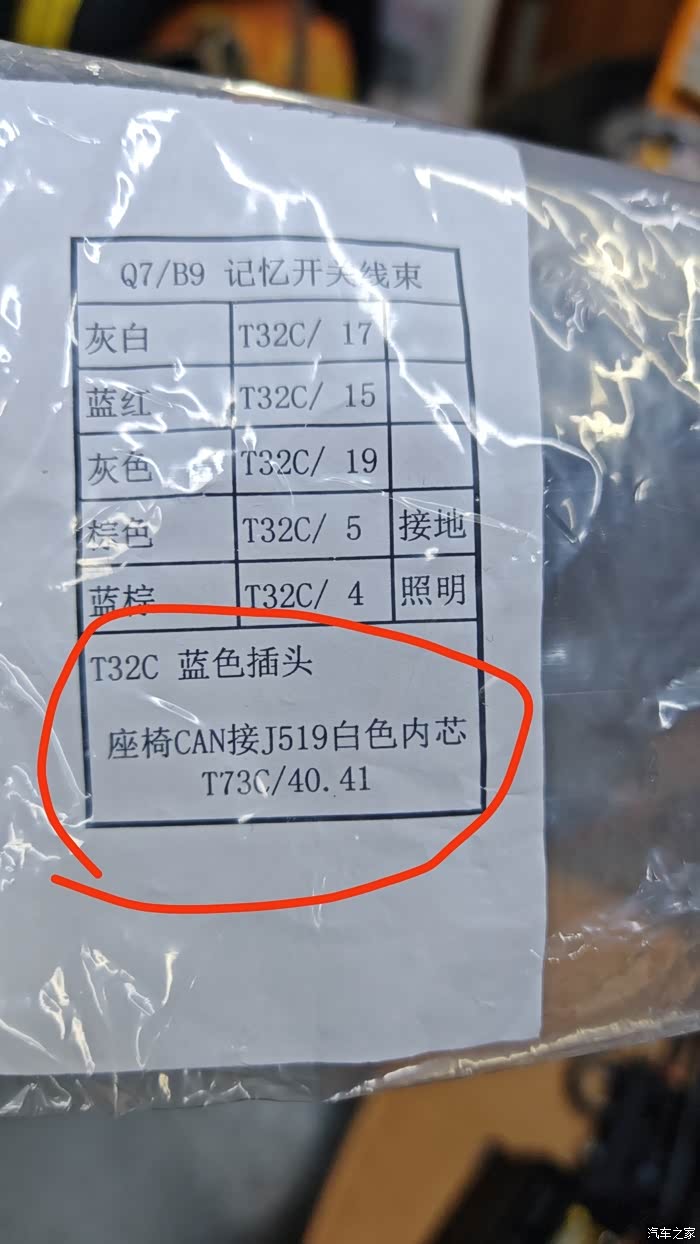 Q7/B9 记忆开关线束
灰白 T32C/ 17
蓝红 T32C/ 15
灰色 T32C/ 19
棕色 T32C/ 5 接地
蓝棕 T32C/ 4 照明
T32C 蓝色插头
座椅CAN接J519白色内芯
T73C/40.41
汽车之家